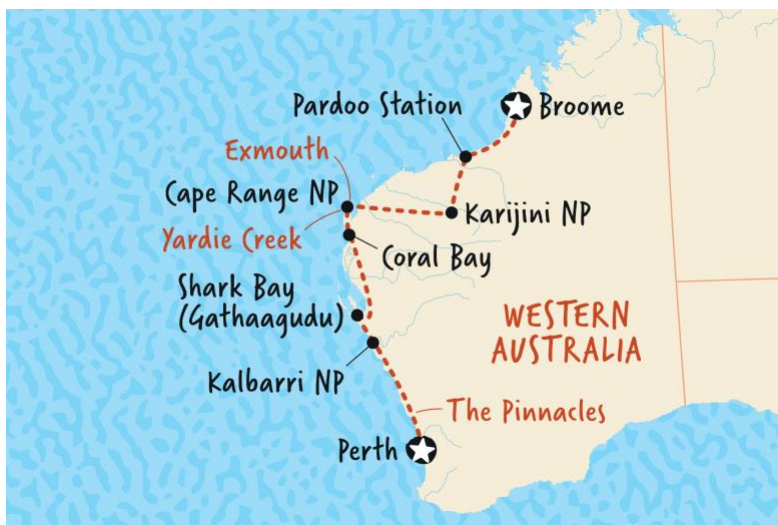 Pardoo Station
Broome
Exmouth
Cape Range NP
Karijini NP
Yardie Creek
Coral Bay
Shark Bay
(Gathaagudu)
WESTERN
AUSTRALIA
Kalbarri NP
The Pinnacles
Perth